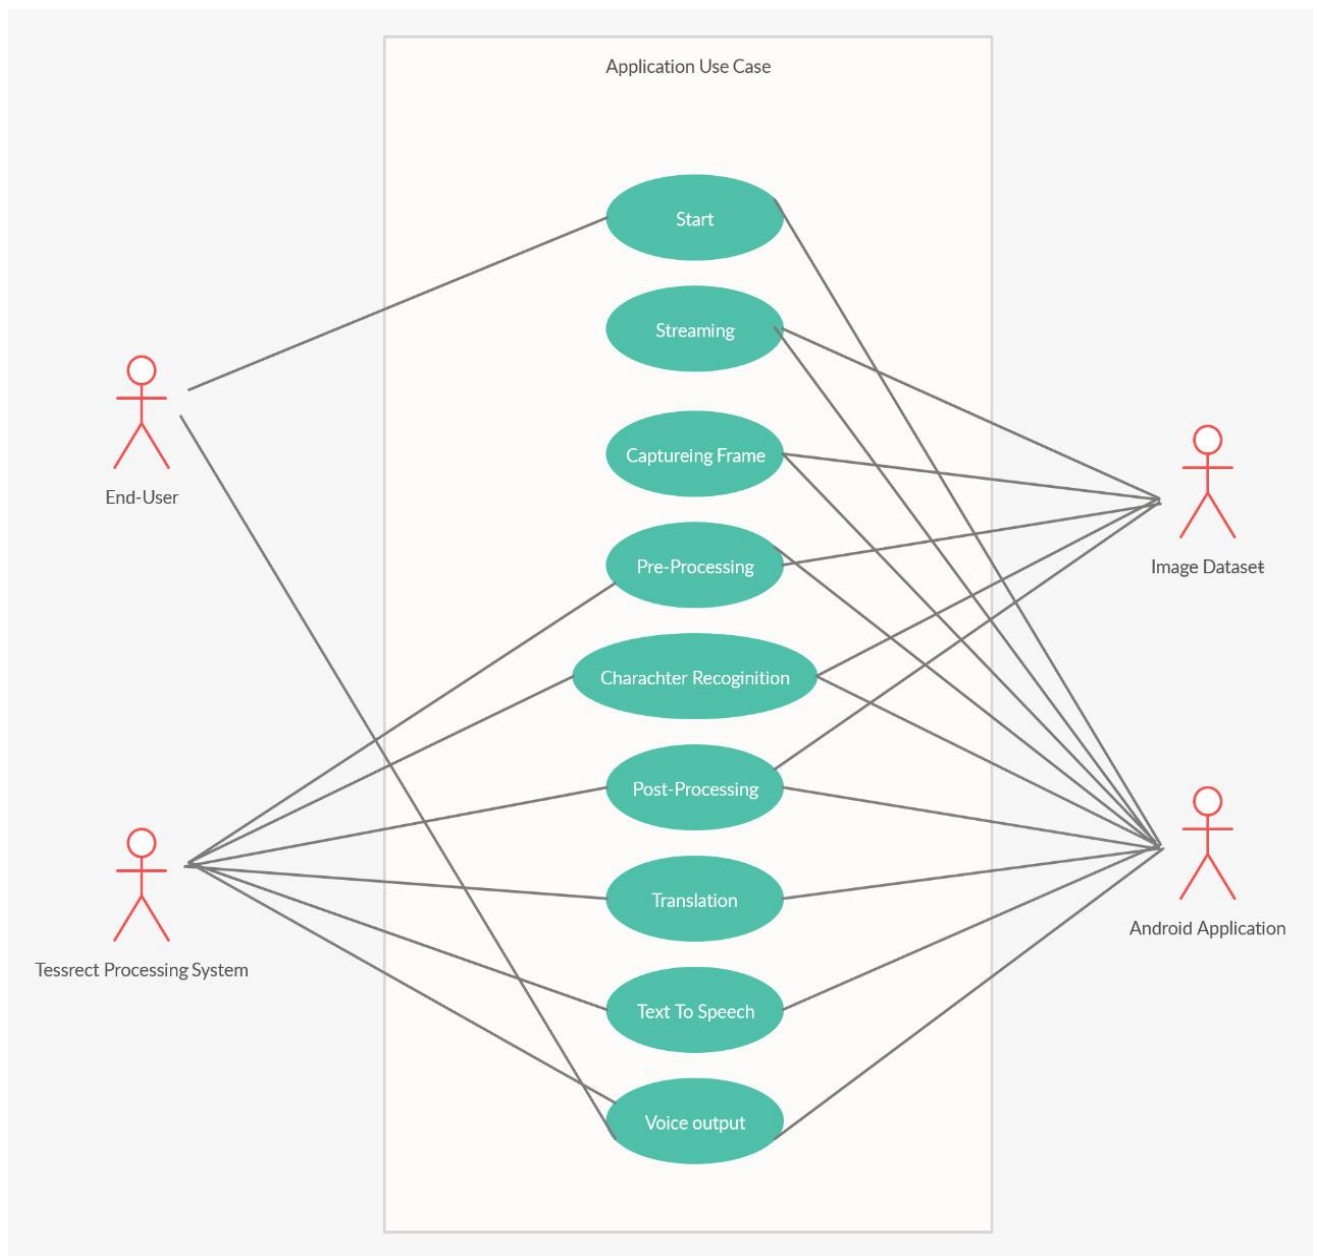 Application Use Case
Start
Streaming
Captureing Frame
End-User
Pre-Processing
Image Dataset
Charachter Recoginition
Post-Processing
Translation
Android Application
Tessrect Processing System
Text To Speech
Voice output